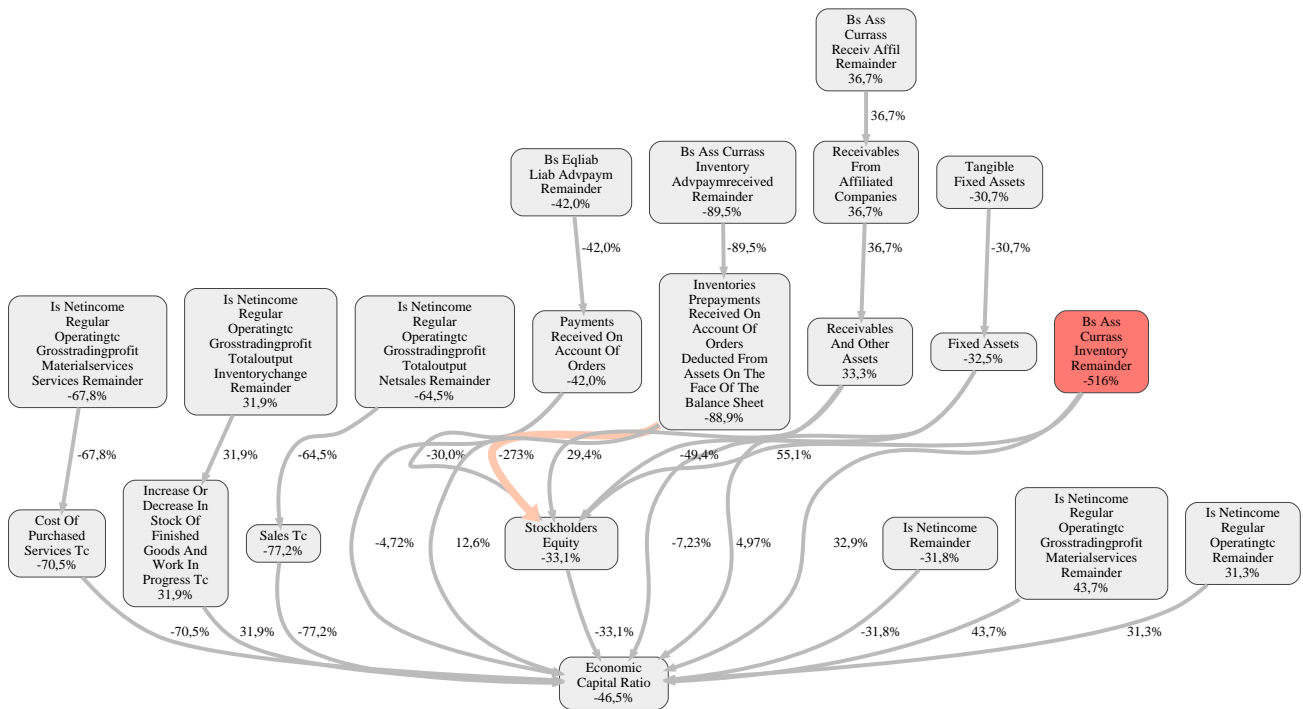 Bs Ass
Currass
Receiv Affil
Remainder
36,7%
36,7%
Bs Eqliab
Liab Advpaym
Remainder
-42,0%
Bs Ass Currass
Inventory
Advpaymreceived
Remainder
-89,5%
Receivables
From
Affiliated
Companies
36,7%
Tangible
Fixed Assets
-30,7%
-42,0%
-89,5%
36,7%
-30,7%
Is Netincome
Regular
Operatingtc
Grosstradingprofit
Materialservices
Services Remainder
-67,8%
Is Netincome
Regular
Operatingtc
Grosstradingprofit
Totaloutput
Inventorychange
Remainder
31,9%
Is Netincome
Regular
Operatingtc
Grosstradingprofit
Totaloutput
Netsales Remainder
-64,5%
Payments
Received On
Account Of
Orders
-42,0%
Inventories
Prepayments
Received On
Account Of
Orders
Deducted From
Assets On The
Face Of The
Balance Sheet
-88,9%
Receivables
And Other
Assets
33,3%
Fixed Assets
-32,5%
Bs Ass
Currass
Inventory
Remainder
-516%
-67,8%
31,9%
-64,5%
-30,0%
-273%
29,4%
-49,4%
55,1%
Cost Of
Purchased
Services Tc
-70,5%
Increase Or
Decrease In
Stock Of
Finished
Goods And
Work In
Progress Tc
31,9%
Sales Tc
-77,2%
-4,72%
12,6%
Stockholders
Equity
-33,1%
-7,23%
4,97%
32,9%
Is Netincome
Remainder
-31,8%
Is Netincome
Regular
Operatingtc
Grosstradingprofit
Materialservices
Remainder
43,7%
Is Netincome
Regular
Operatingtc
Remainder
31,3%
-70,5%
31,9%
-77,2%
-33,1%
-31,8%
43,7%
31,3%
Economic
Capital Ratio
-46,5%